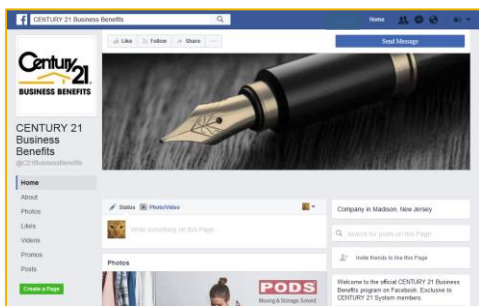 CENTURY 21 Business Benefits
Home
Like
Follow
Share
Send Message
Century 21
BUSINESS BENEFITS
CENTURY 21
Business
Benefits
@C21BusinessBenefits
Home
About
Photos
Likes
Videos
Promos
Posts
Create a Page
Status
Photo/Video
Write something on this Page...
Photos
PODS
Moving & Storage, Solved.
Company in Madison, New Jersey
Search for posts on this Page
Invite friends to like this Page
Welcome to the official CENTURY 21 Business
Benefits program on Facebook. Exclusive to
CENTURY 21 System members.